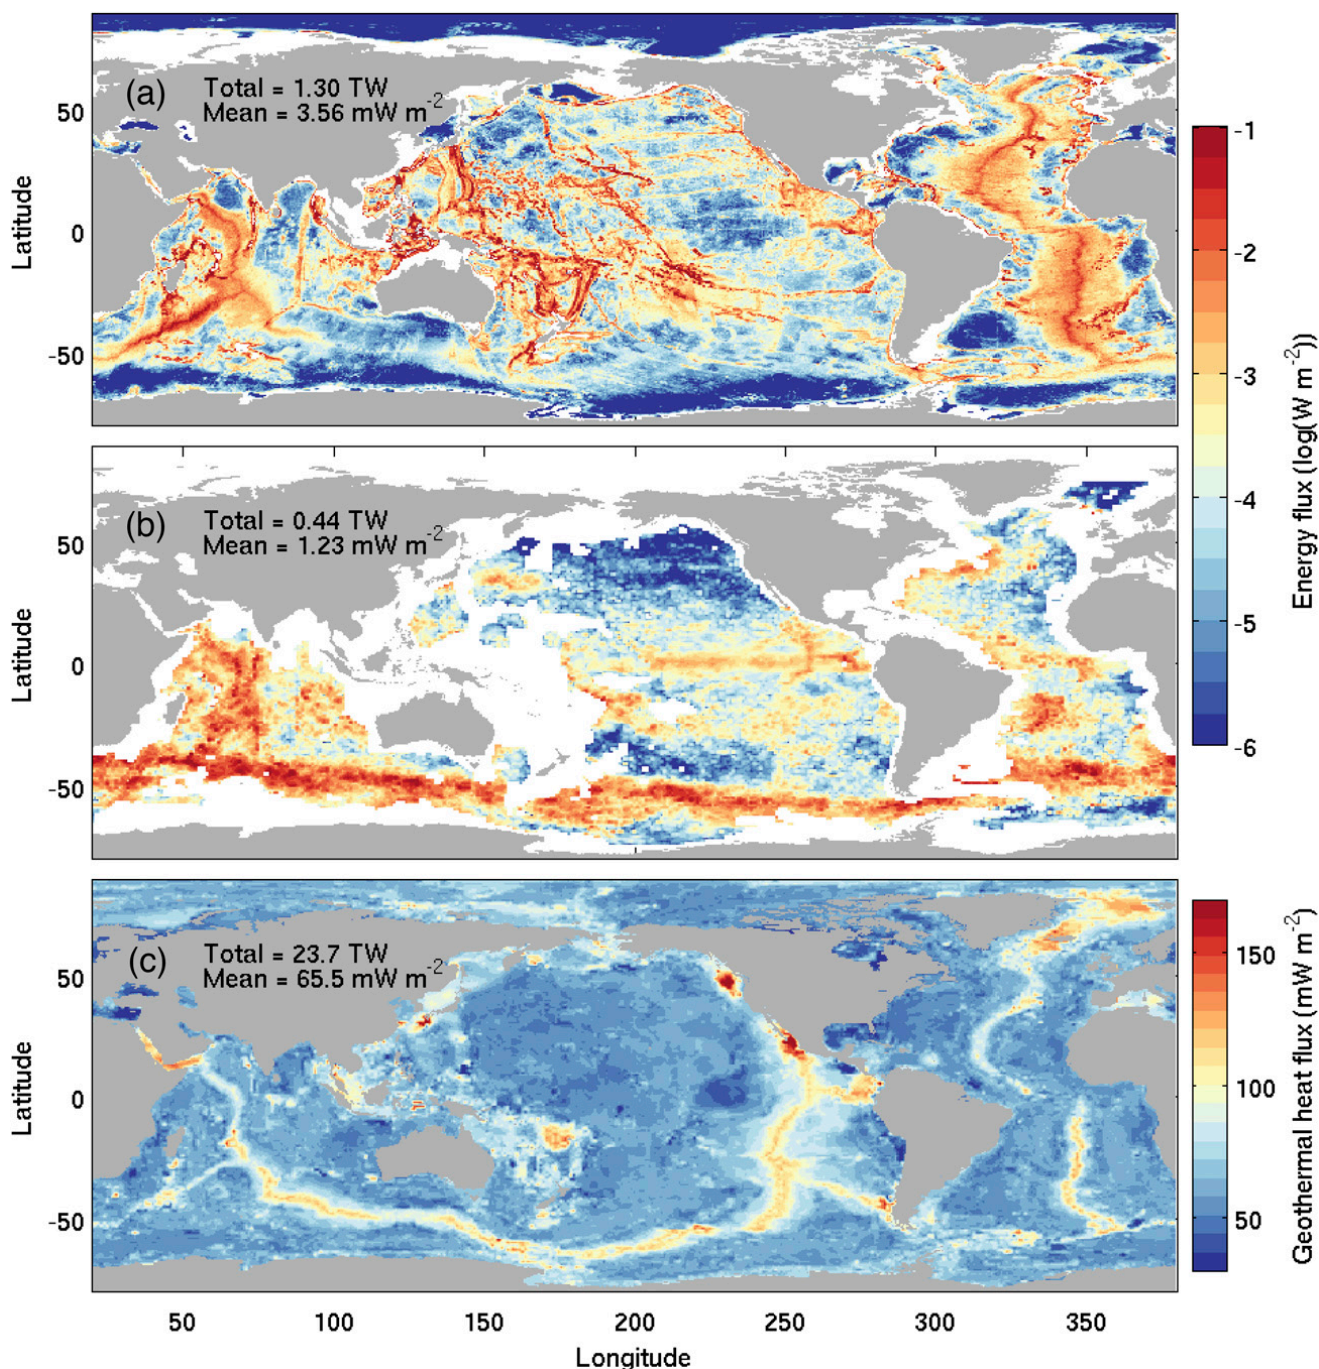 (a)
Total = 1.30 TW
Mean = 3.56 mW m-2
50
0
-50
Latitude
(b)
Total = 0.44 TW
Mean = 1.23 mW m-2
50
0
-50
Latitude
-1
-2
-3
-4
-5
-6
Energy flux (log(W m-2))
(c)
Total = 23.7 TW
Mean = 65.5 mW m-2
50
0
-50
Latitude
150
100
50
Geothermal heat flux (mW m-2)
50 100 150 200 250 300 350
Longitude